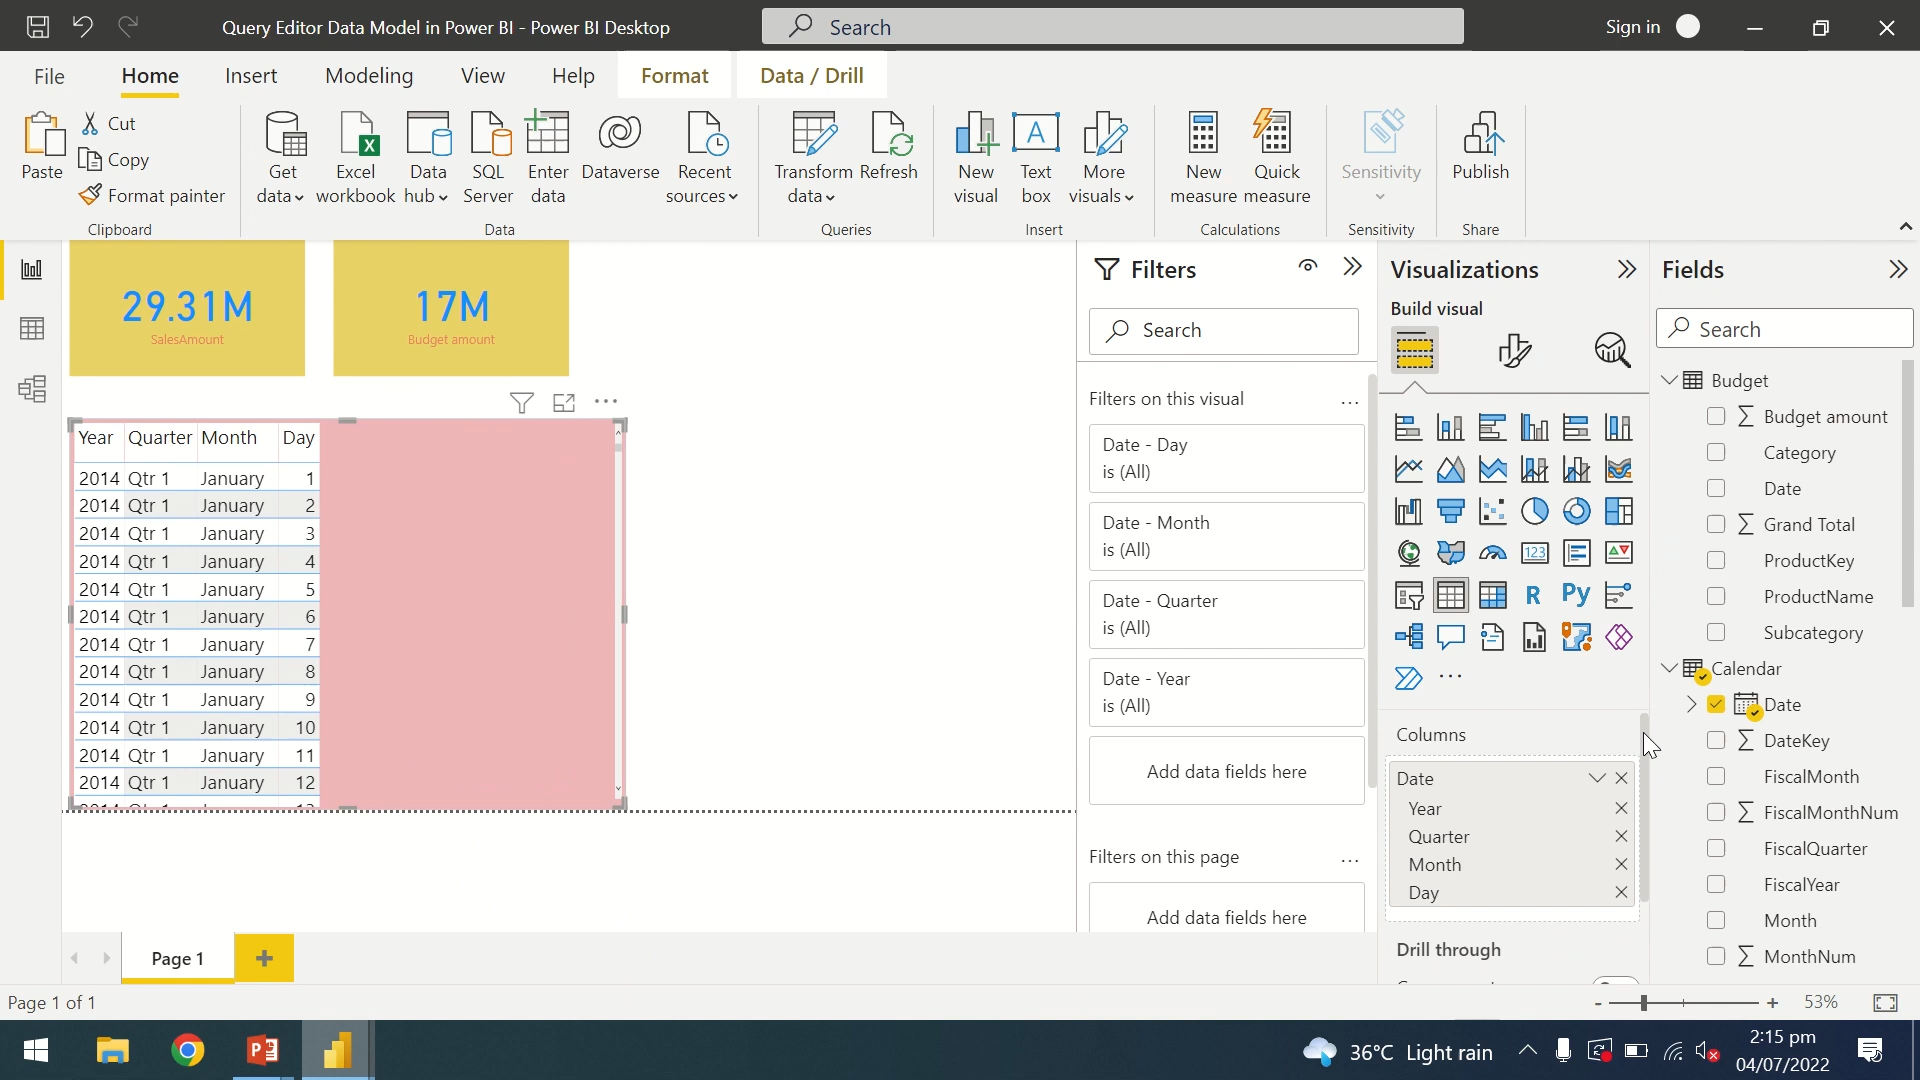 Query Editor Data Model in Power BI - Power BI Desktop
Search
Sign in
File
Home
Insert
Modeling
View
Help
Format
Data / Drill
Paste
Cut
Copy
Format painter
Clipboard
Get data
Excel workbook
Data hub
SQL Server
Enter data
Dataverse
Recent sources
Data
Transform data
Refresh
Queries
New visual
Text box
More visuals
Insert
New measure
Quick measure
Calculations
Sensitivity
Sensitivity
Publish
Share
29.31M
SalesAmount
17M
Budget amount
Year Quarter Month Day
2014 Qtr 1 January 1
2014 Qtr 1 January 2
2014 Qtr 1 January 3
2014 Qtr 1 January 4
2014 Qtr 1 January 5
2014 Qtr 1 January 6
2014 Qtr 1 January 7
2014 Qtr 1 January 8
2014 Qtr 1 January 9
2014 Qtr 1 January 10
2014 Qtr 1 January 11
2014 Qtr 1 January 12
Filters
Search
Filters on this visual
Date - Day
is (All)
Date - Month
is (All)
Date - Quarter
is (All)
Date - Year
is (All)
Add data fields here
Filters on this page
Add data fields here
Visualizations
Build visual
123
R
Py
Columns
Date
Year
Quarter
Month
Day
Drill through
Fields
Search
Budget
Budget amount
Category
Date
Grand Total
ProductKey
ProductName
Subcategory
Calendar
Date
DateKey
FiscalMonth
FiscalMonthNum
FiscalQuarter
FiscalYear
Month
MonthNum
Page 1
Page 1 of 1
53%
36°C Light rain
2:15 pm
04/07/2022